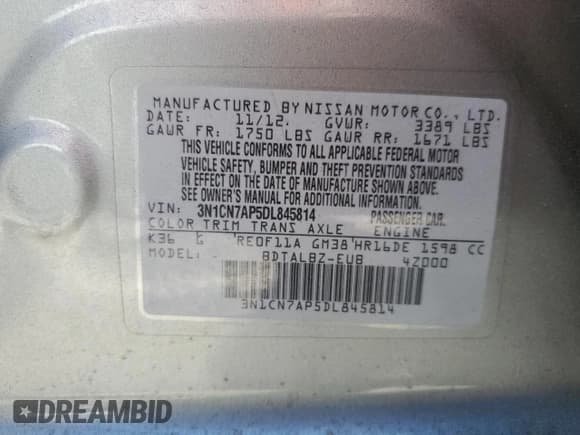 MANUFACTURED BY NISSAN MOTOR CO., LTD.
DATE: 11/12. GVWR: 3389 LBS
GAWR FR: 1750 LBS GAWR RR: 1671 LBS
THIS VEHICLE CONFORMS TO ALL APPLICABLE FEDERAL MOTOR
VEHICLE SAFETY, BUMPER AND THEFT PREVENTION STANDARDS
IN EFFECT ON THE DATE OF MANUFACTURE SHOWN ABOVE.
SEE OWNER'S MANUAL FOR ADDITIONAL INFORMATION.
VIN: 3N1CN7AP5DL845814 PASSENGER CAR.
COLOR TRIM TRANS AXLE ENGINE
K36 G RE0F11A GM38 HR16DE 1598 CC
MODEL: BDTALBZ-EUB 4Z000
3N1CN7AP5DL845814
DREAMBID